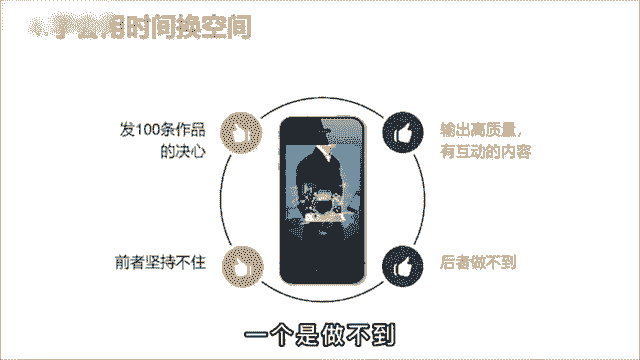 4.学会用时间换空间
发100条作品
的决心
输出高质量,
有互动的内容
前者坚持不住
后者做不到
一个是做不到